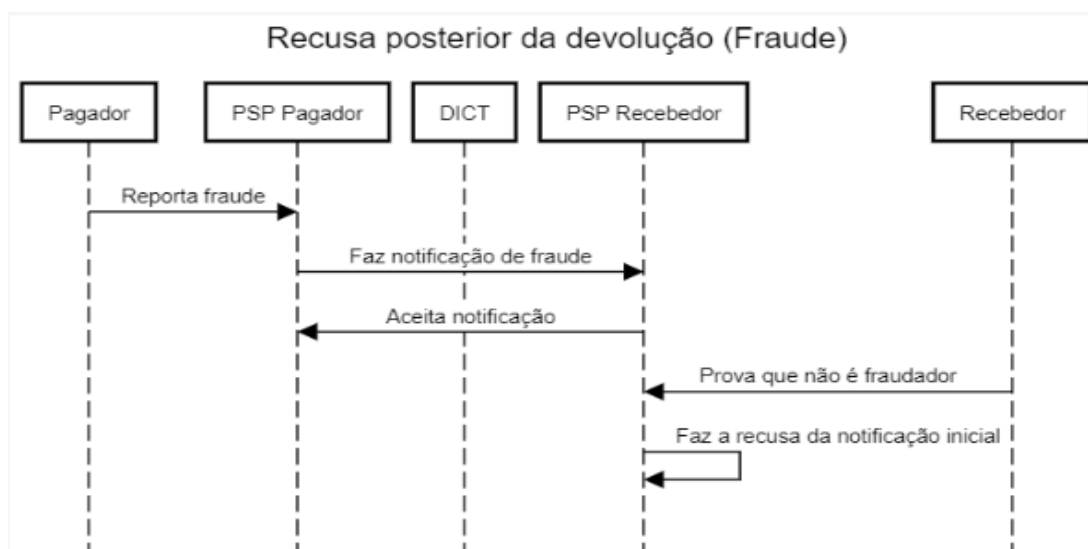 Recusa posterior da devolução (Fraude)
Pagador
PSP Pagador
DICT
PSP Recebedor
Recebedor
Reporta fraude
Faz notificação de fraude
Aceita notificação
Prova que não é fraudador
Faz a recusa da notificação inicial